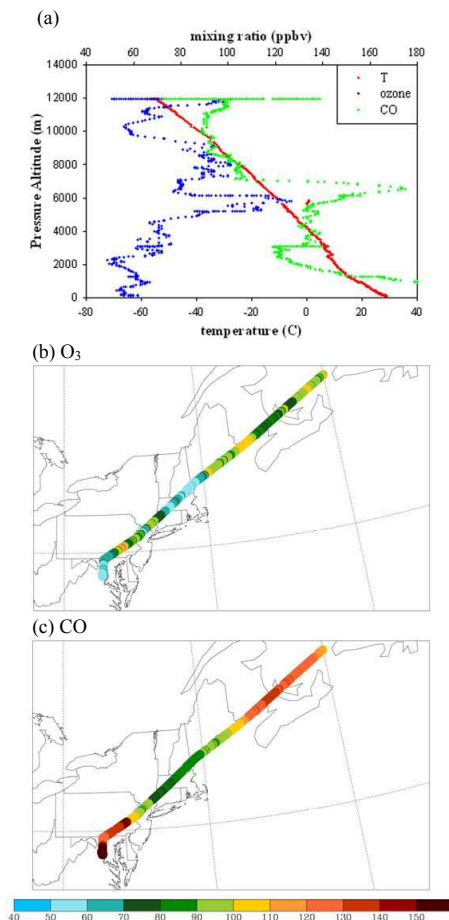 (a)
mixing ratio (ppbv)
40 60 80 100 120 140 160 180
14000
12000
10000
8000
6000
4000
2000
0
Pressure Altitude (m)
T
ozone
CO
-80 -60 -40 -20 0 20 40
temperature (C)
(b) O₃
(c) CO
40 50 60 70 80 90 100 110 120 130 140 150